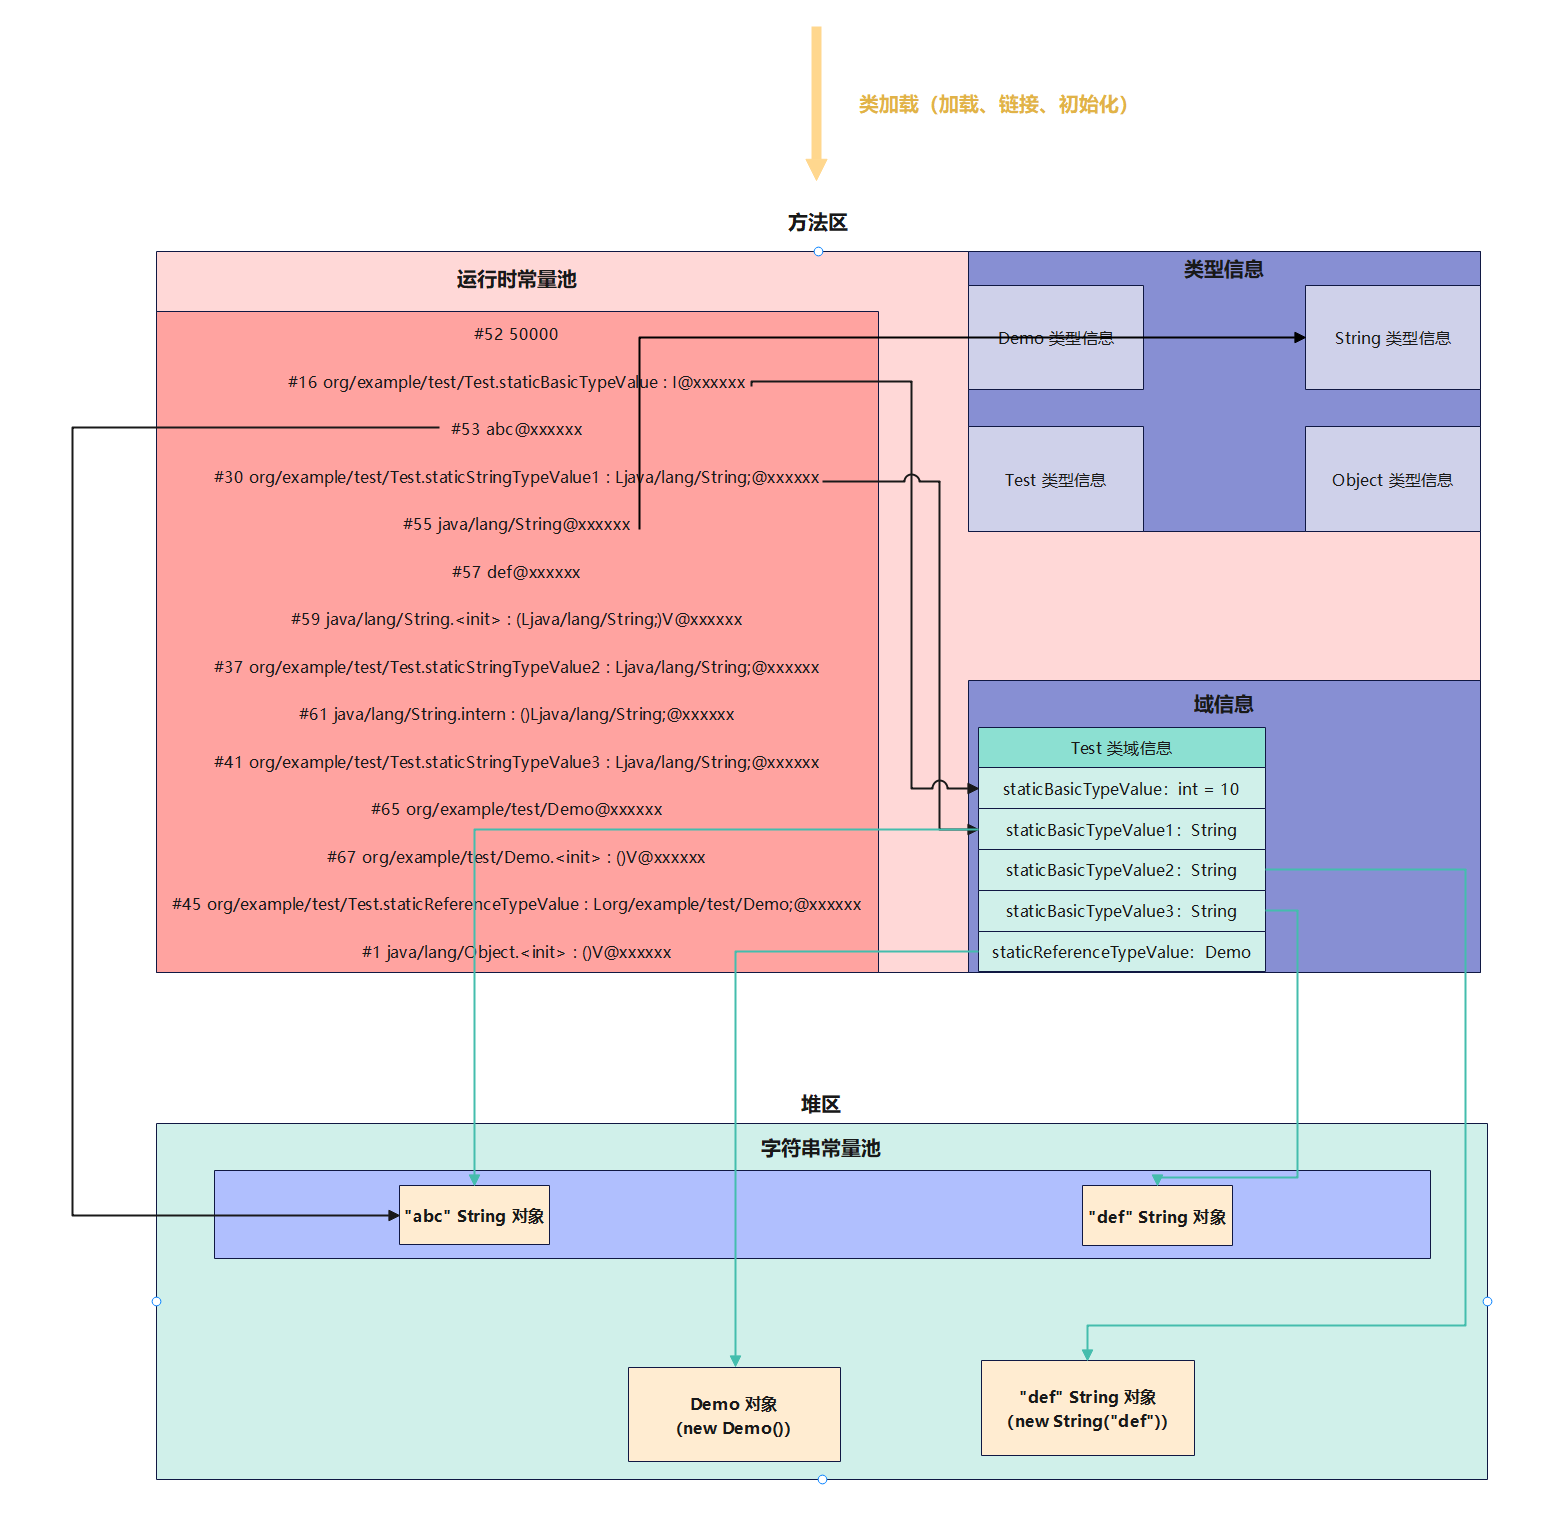 类加载（加载、链接、初始化）
方法区
运行时常量池
#52 50000
#16 org/example/test/Test.staticBasicTypeValue : I@xxxxxx
#53 abc@xxxxxx
#30 org/example/test/Test.staticStringTypeValue1 : Ljava/lang/String;@xxxxxx
#55 java/lang/String@xxxxxx
#57 def@xxxxxx
#59 java/lang/String.<init> : (Ljava/lang/String;)V@xxxxxx
#37 org/example/test/Test.staticStringTypeValue2 : Ljava/lang/String;@xxxxxx
#61 java/lang/String.intern : ()Ljava/lang/String;@xxxxxx
#41 org/example/test/Test.staticStringTypeValue3 : Ljava/lang/String;@xxxxxx
#65 org/example/test/Demo@xxxxxx
#67 org/example/test/Demo.<init> : ()V@xxxxxx
#45 org/example/test/Test.staticReferenceTypeValue : Lorg/example/test/Demo;@xxxxxx
#1 java/lang/Object.<init> : ()V@xxxxxx
类型信息
Demo 类型信息
String 类型信息
Test 类型信息
Object 类型信息
域信息
Test 类域信息
staticBasicTypeValue：int = 10
staticBasicTypeValue1：String
staticBasicTypeValue2：String
staticBasicTypeValue3：String
staticReferenceTypeValue：Demo
堆区
字符串常量池
"abc" String 对象
"def" String 对象
Demo 对象
(new Demo())
"def" String 对象
(new String("def"))